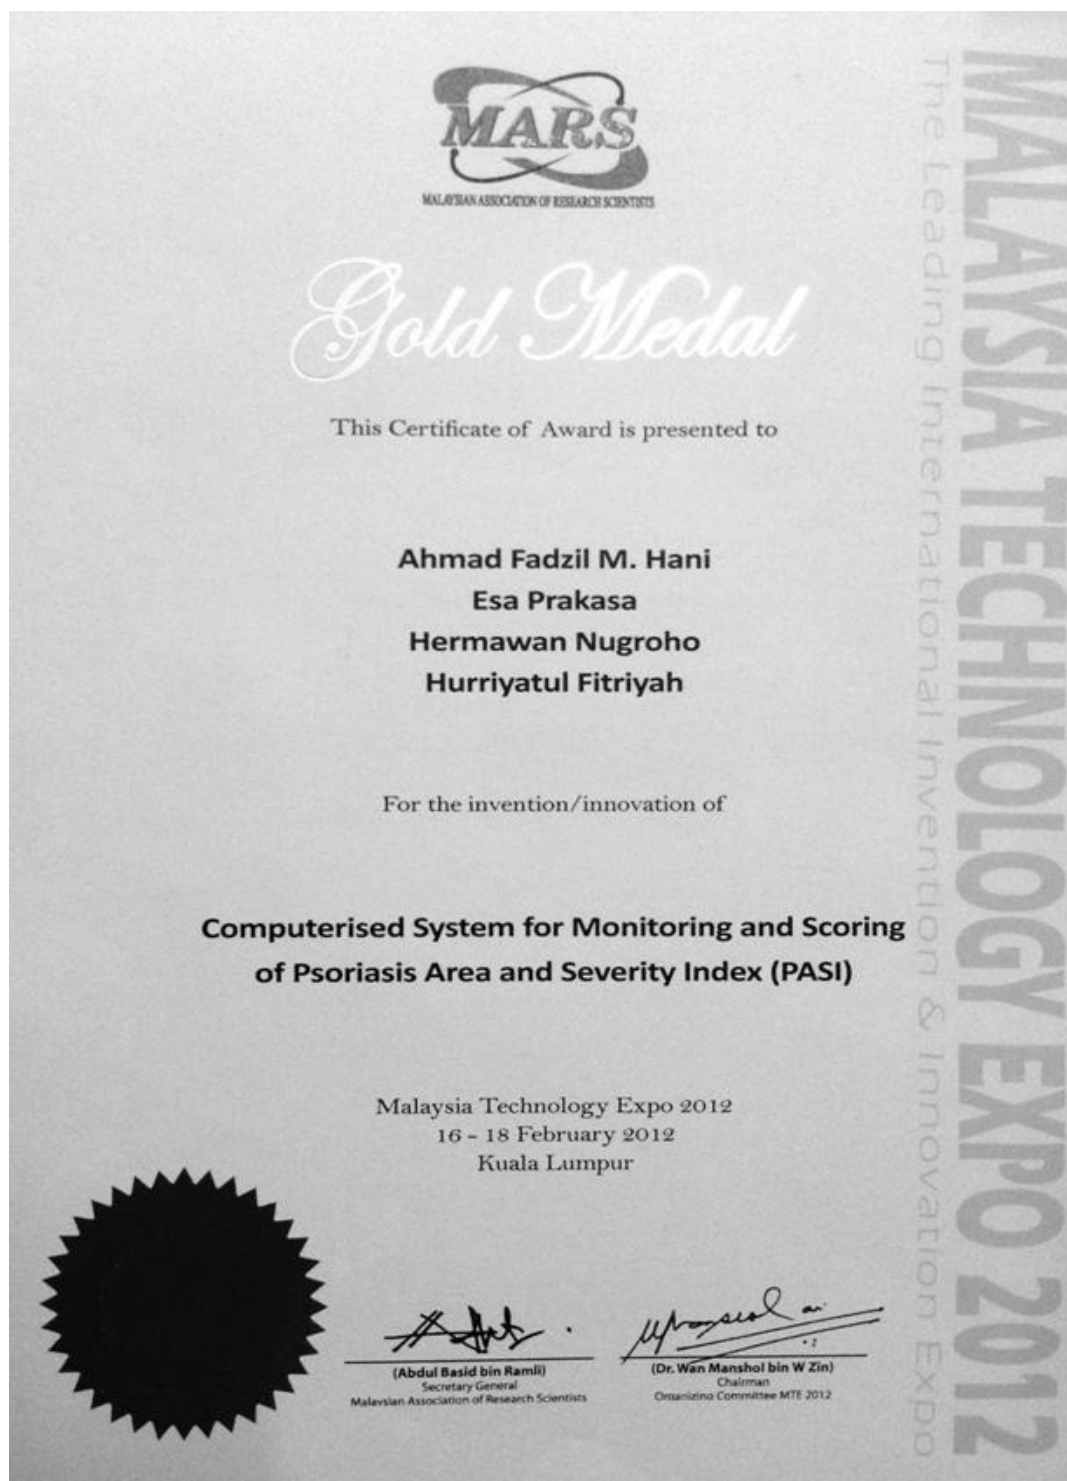 MARS
MALAYSIAN ASSOCIATION OF RESEARCH SCIENTISTS
Gold Medal
This Certificate of Award is presented to
Ahmad Fadzil M. Hani
Esa Prakasa
Hermawan Nugroho
Hurriyatul Fitriyah
For the invention/innovation of
Computerised System for Monitoring and Scoring
of Psoriasis Area and Severity Index (PASI)
Malaysia Technology Expo 2012
16 - 18 February 2012
Kuala Lumpur
(Abdul Basid bin Ramli)
Secretary General
Malaysian Association of Research Scientists
(Dr. Wan Manshol bin W Zin)
Chairman
Organizing Committee MTE 2012
MALAYSIA TECHNOLOGY EXPO 2012
The Leading International Invention & Innovation Expo